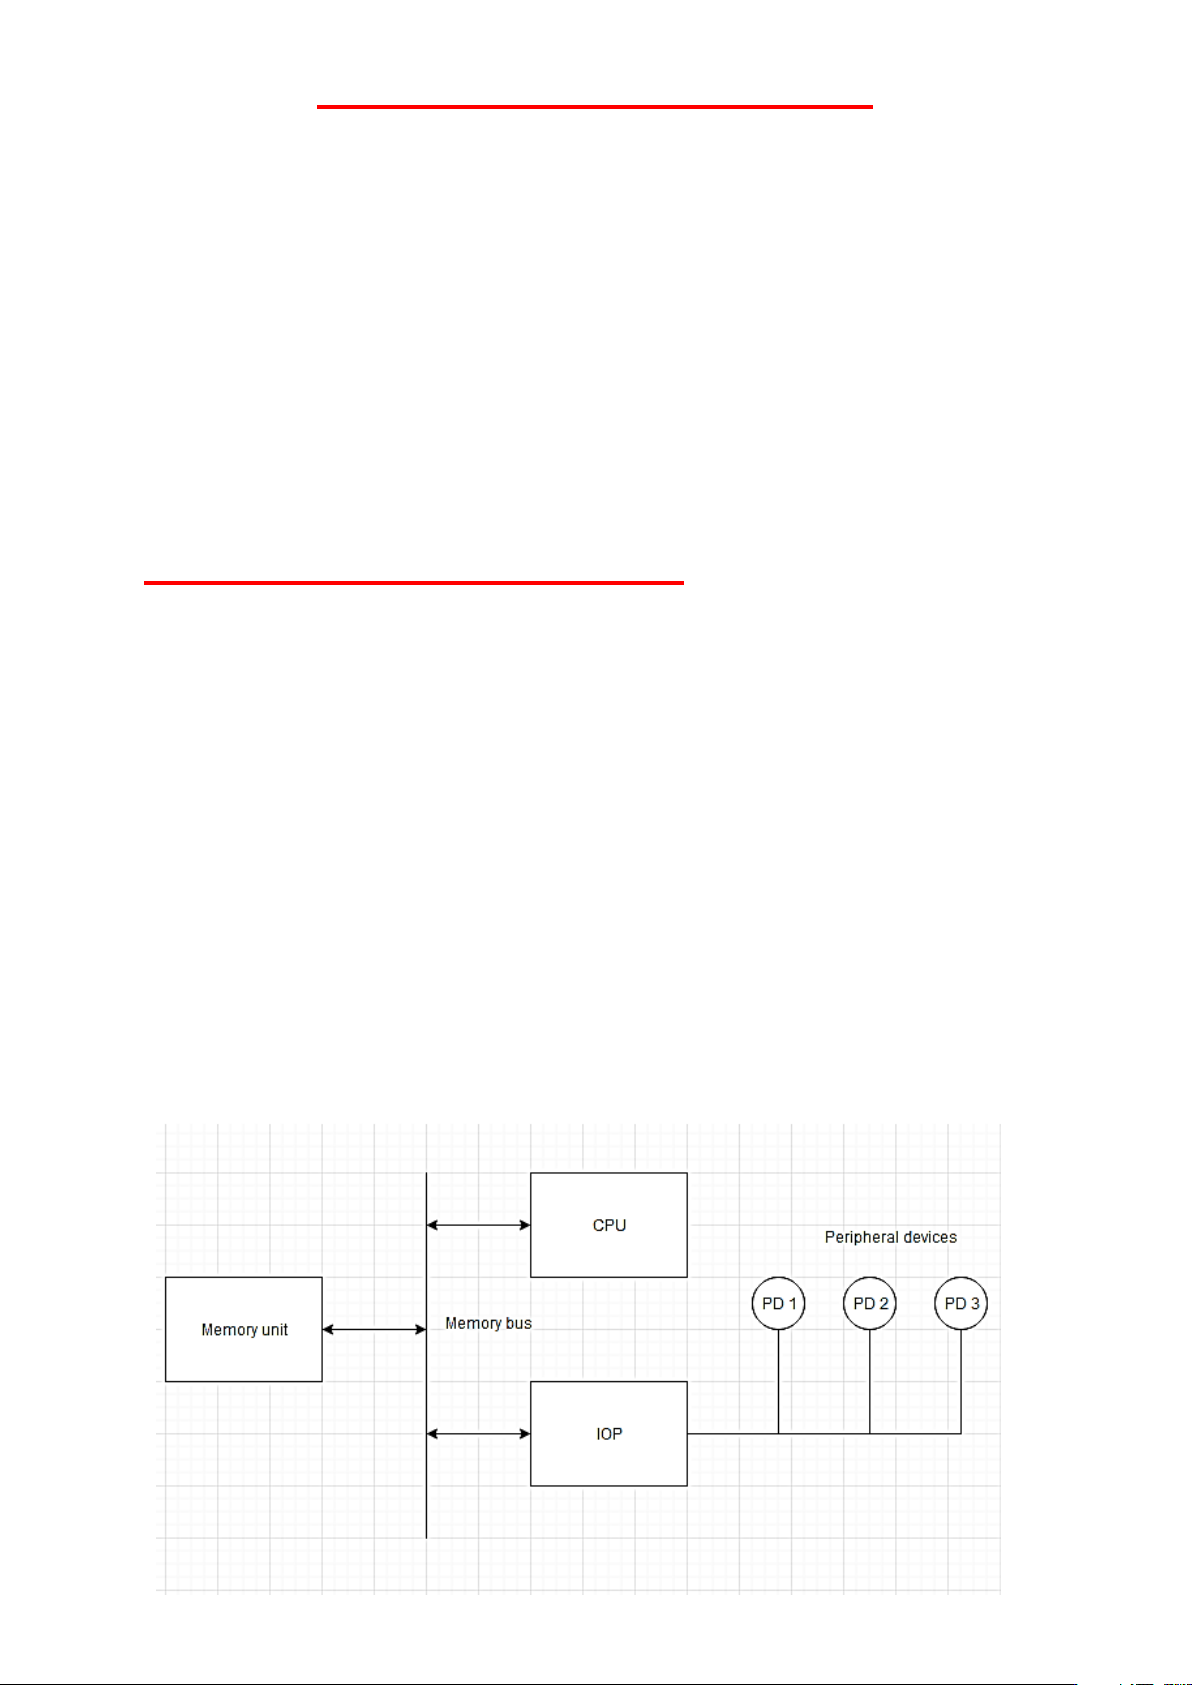 CPU
Peripheral devices
PD 1 PD 2 PD 3
Memory unit
Memory bus
IOP